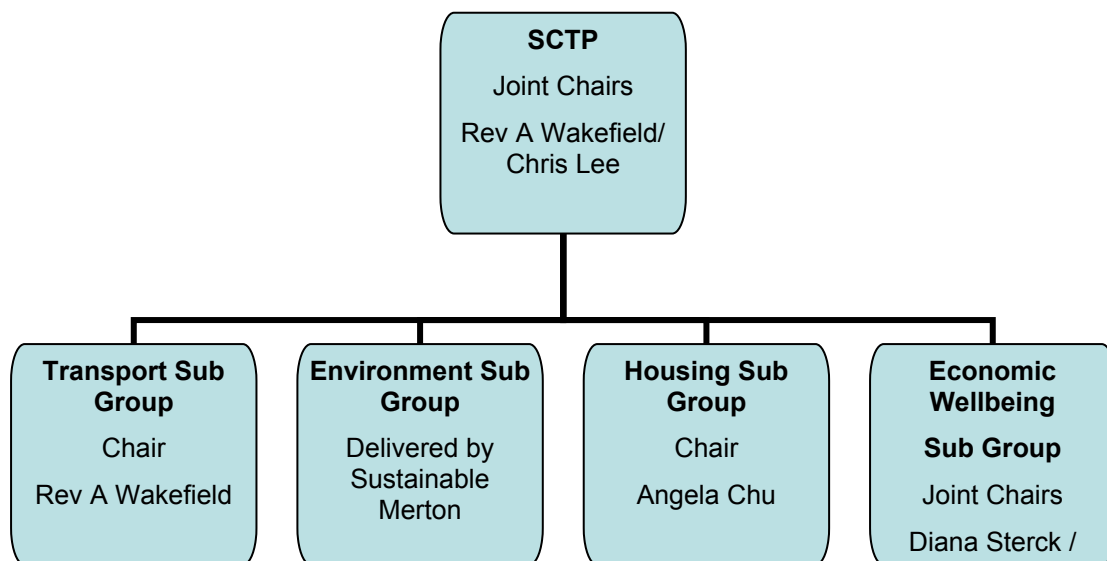 SCTP
Joint Chairs
Rev A Wakefield/
Chris Lee
Transport Sub
Group
Chair
Rev A Wakefield
Environment Sub
Group
Delivered by
Sustainable
Merton
Housing Sub
Group
Chair
Angela Chu
Economic
Wellbeing
Sub Group
Joint Chairs
Diana Sterck /